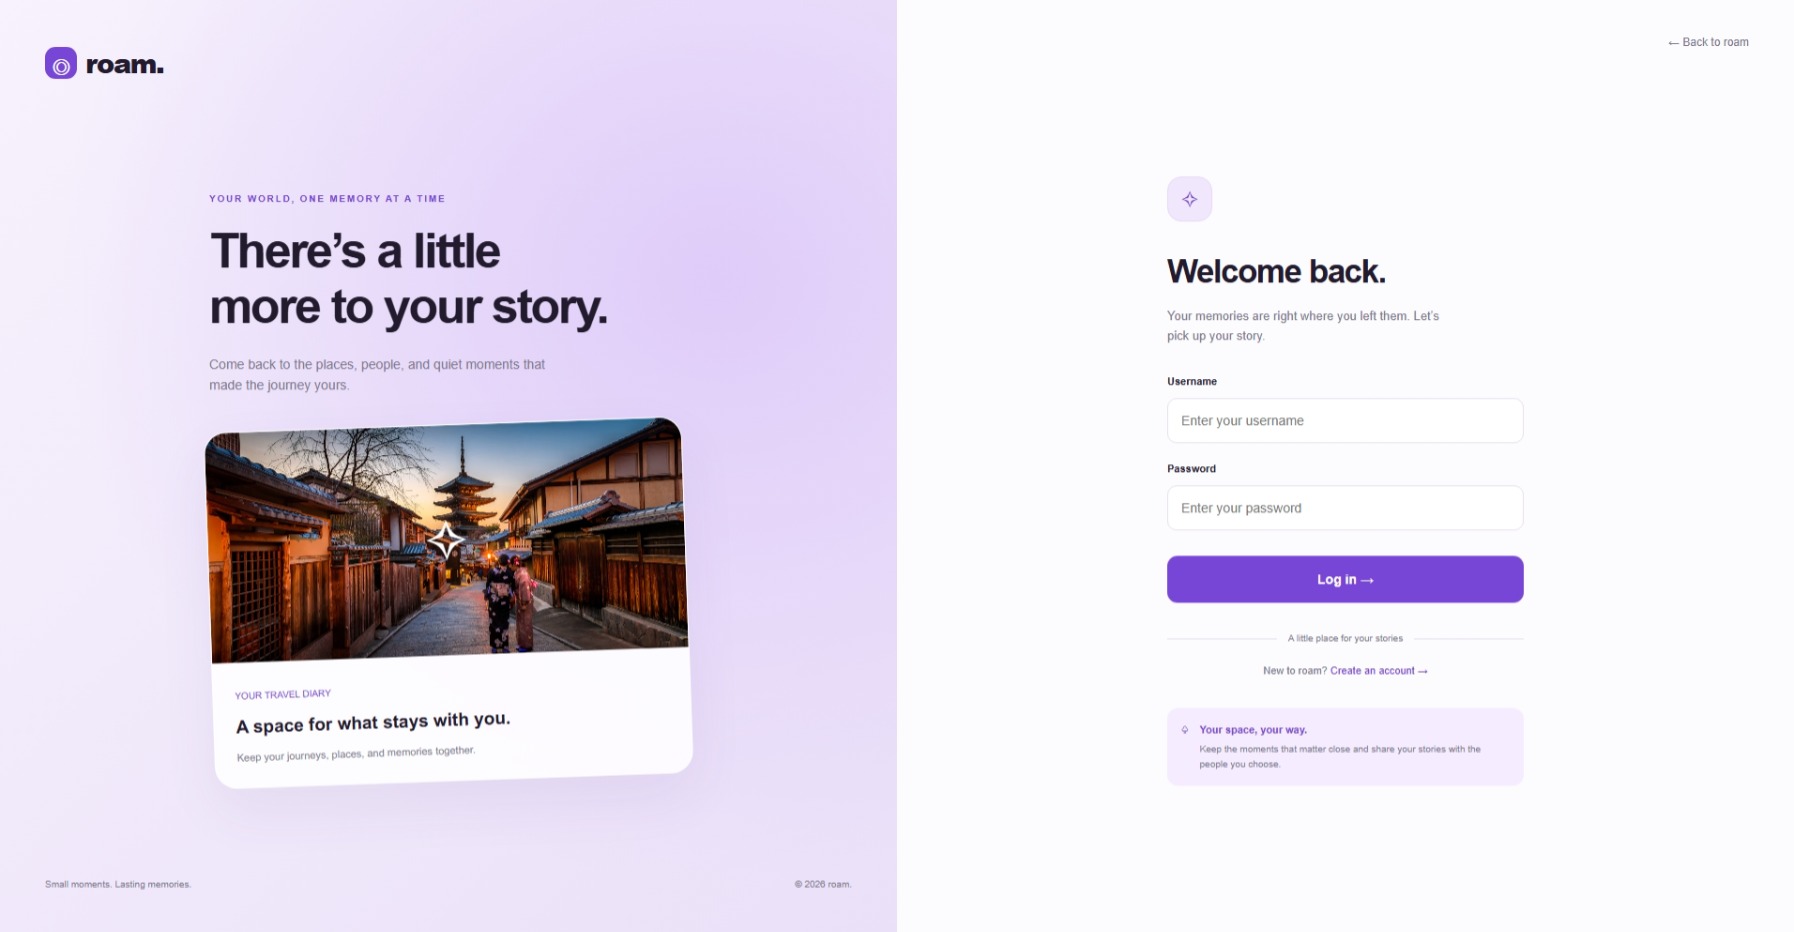 roam.
YOUR WORLD, ONE MEMORY AT A TIME
There’s a little
more to your story.
Come back to the places, people, and quiet moments that
made the journey yours.
YOUR TRAVEL DIARY
A space for what stays with you.
Keep your journeys, places, and memories together.
Small moments. Lasting memories.
© 2026 roam.
← Back to roam
Welcome back.
Your memories are right where you left them. Let’s
pick up your story.
Username
Enter your username
Password
Enter your password
Log in →
A little place for your stories
New to roam? Create an account →
Your space, your way.
Keep the moments that matter close and share your stories with the
people you choose.